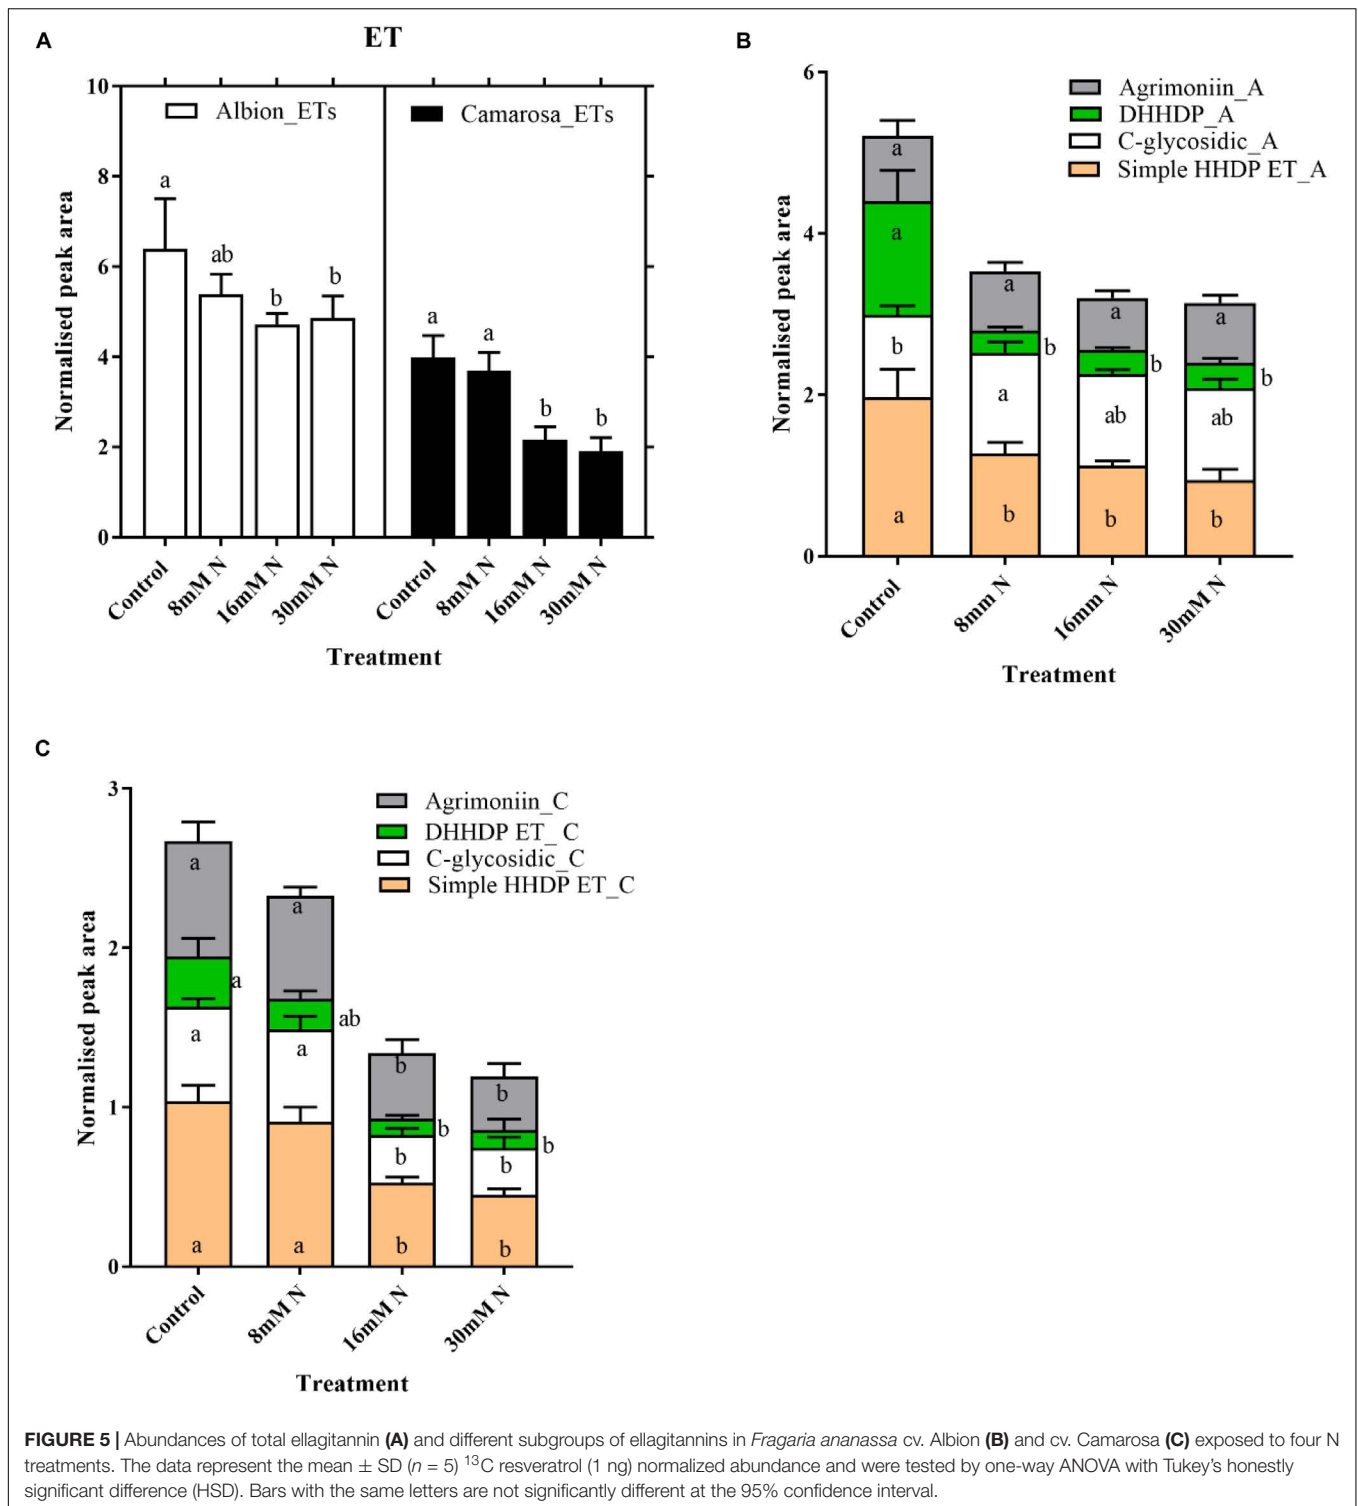 A
ET
10
8
6
4
2
0
Normalised peak area
Albion_ETs
Camarosa_ETs
a
ab
b
b
a
a
b
b
Control
8mM N
16mM N
30mM N
Control
8mM N
16mM N
30mM N
Treatment
B
6
4
2
0
Normalised peak area
Agrimoniin_A
DHHDP_A
C-glycosidic_A
Simple HHDP ET_A
a
a
b
a
a
b
a
b
a
b
ab
b
a
b
ab
b
Control
8mm N
16mm N
30mM N
Treatment
C
3
2
1
0
Normalised peak area
Agrimoniin_C
DHHDP ET_ C
C-glycosidic_C
Simple HHDP ET_C
a
a
a
a
a
ab
a
a
b
b
b
b
b
b
b
b
Control
8mM N
16mM N
30mM N
Treatment
FIGURE 5 | Abundances of total ellagitannin (A) and different subgroups of ellagitannins in Fragaria ananassa cv. Albion (B) and cv. Camarosa (C) exposed to four N
treatments. The data represent the mean ± SD (n = 5) ¹³C resveratrol (1 ng) normalized abundance and were tested by one-way ANOVA with Tukey's honestly
significant difference (HSD). Bars with the same letters are not significantly different at the 95% confidence interval.